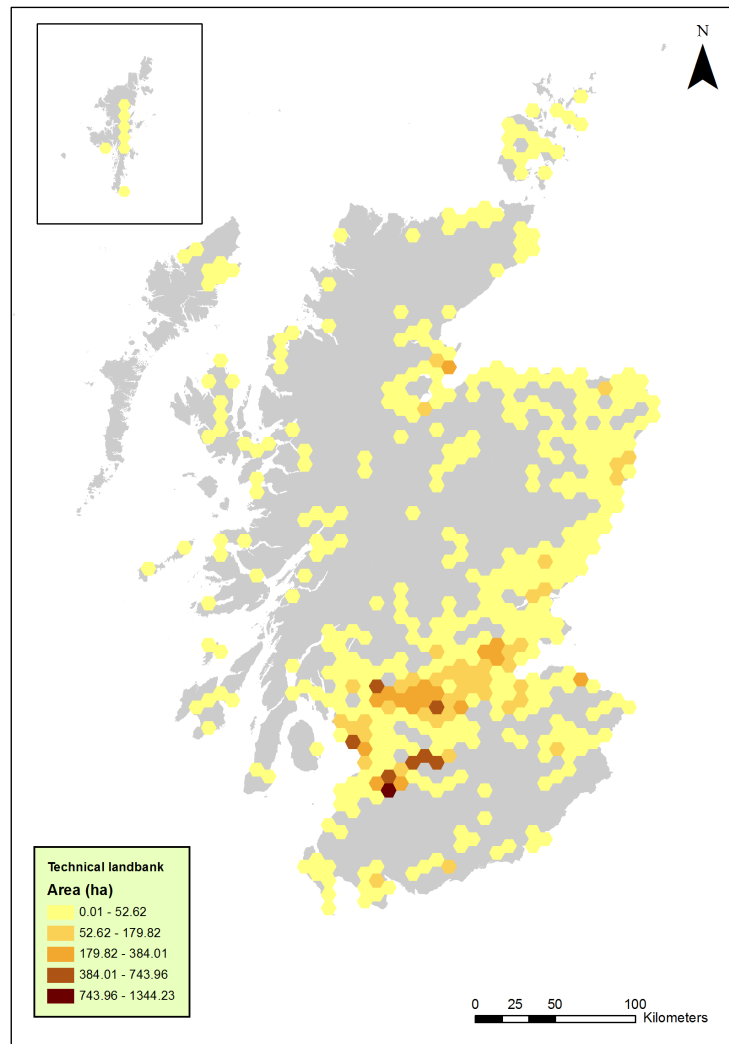 N
Technical landbank
Area (ha)
0.01 - 52.62
52.62 - 179.82
179.82 - 384.01
384.01 - 743.96
743.96 - 1344.23
0 25 50 100
Kilometers